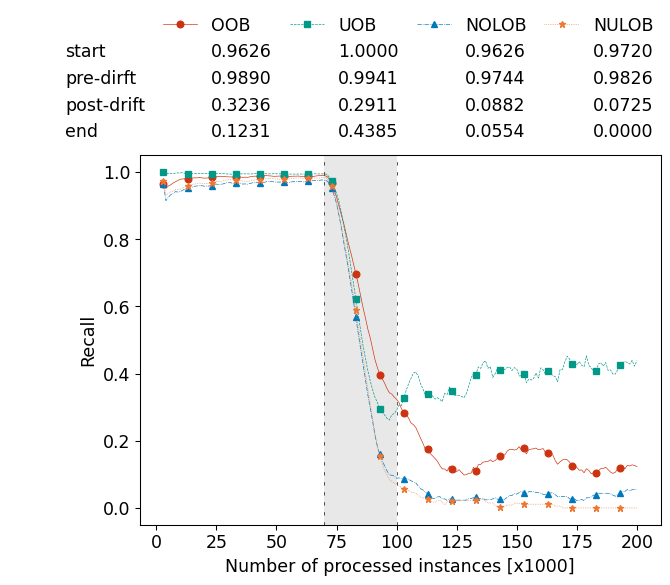 OOB UOB NOLOB NULOB
start 0.9626 1.0000 0.9626 0.9720
pre-dirft 0.9890 0.9941 0.9744 0.9826
post-drift 0.3236 0.2911 0.0882 0.0725
end 0.1231 0.4385 0.0554 0.0000
1.0
0.8
0.6
0.4
0.2
0.0
Recall
0 25 50 75 100 125 150 175 200
Number of processed instances [x1000]